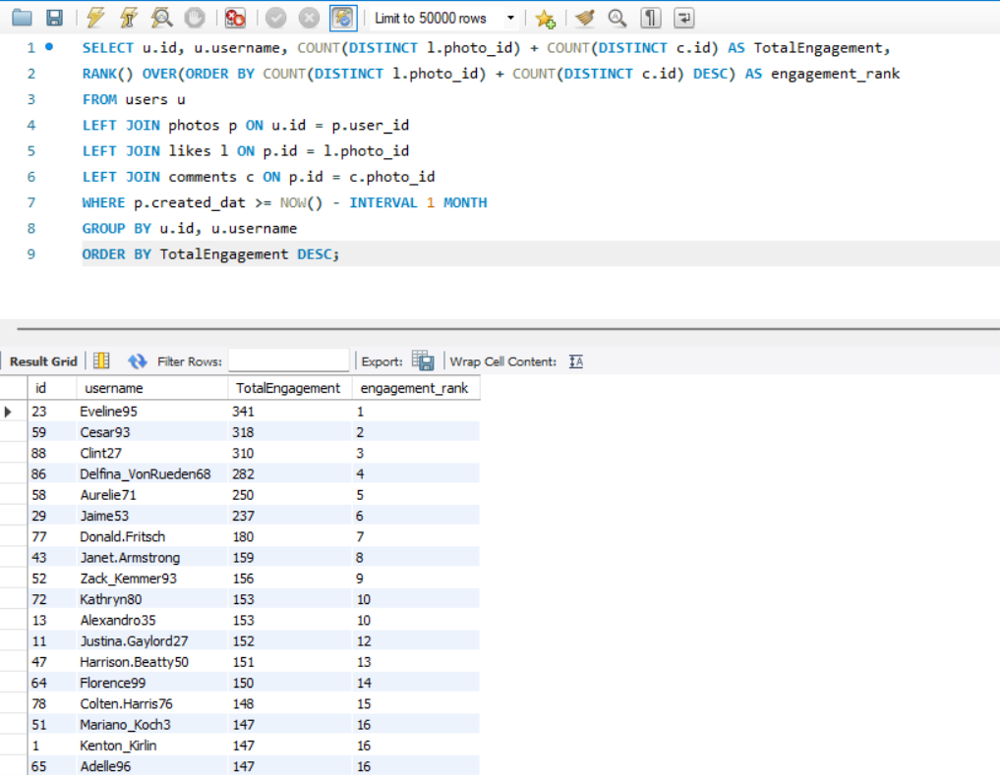 Limit to 50000 rows
1 SELECT u.id, u.username, COUNT(DISTINCT l.photo_id) + COUNT(DISTINCT c.id) AS TotalEngagement,
2 RANK() OVER(ORDER BY COUNT(DISTINCT l.photo_id) + COUNT(DISTINCT c.id) DESC) AS engagement_rank
3 FROM users u
4 LEFT JOIN photos p ON u.id = p.user_id
5 LEFT JOIN likes l ON p.id = l.photo_id
6 LEFT JOIN comments c ON p.id = c.photo_id
7 WHERE p.created_dat >= NOW() - INTERVAL 1 MONTH
8 GROUP BY u.id, u.username
9 ORDER BY TotalEngagement DESC;
Result Grid Filter Rows: Export: Wrap Cell Content:
id username TotalEngagement engagement_rank
23 Eveline95 341 1
59 Cesar93 318 2
88 Clint27 310 3
86 Delfina_VonRueden68 282 4
58 Aurelie71 250 5
29 Jaime53 237 6
77 Donald.Fritsch 180 7
43 Janet.Armstrong 159 8
52 Zack_Kemmer93 156 9
72 Kathryn80 153 10
13 Alexandro35 153 10
11 Justina.Gaylord27 152 12
47 Harrison.Beatty50 151 13
64 Florence99 150 14
78 Colten.Harris76 148 15
51 Mariano_Koch3 147 16
1 Kenton_Kirlin 147 16
65 Adelle96 147 16